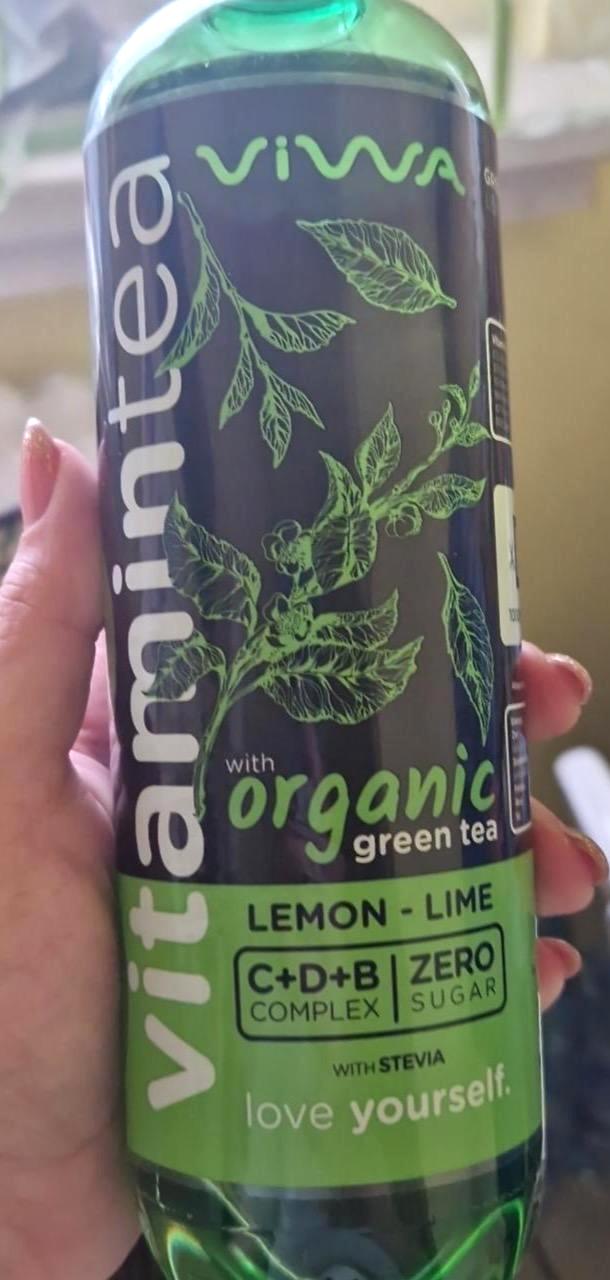 ViWA
vitamintea
with
organic
green tea
LEMON - LIME
C+D+B
COMPLEX
ZERO
SUGAR
WITH STEVIA
love yourself.